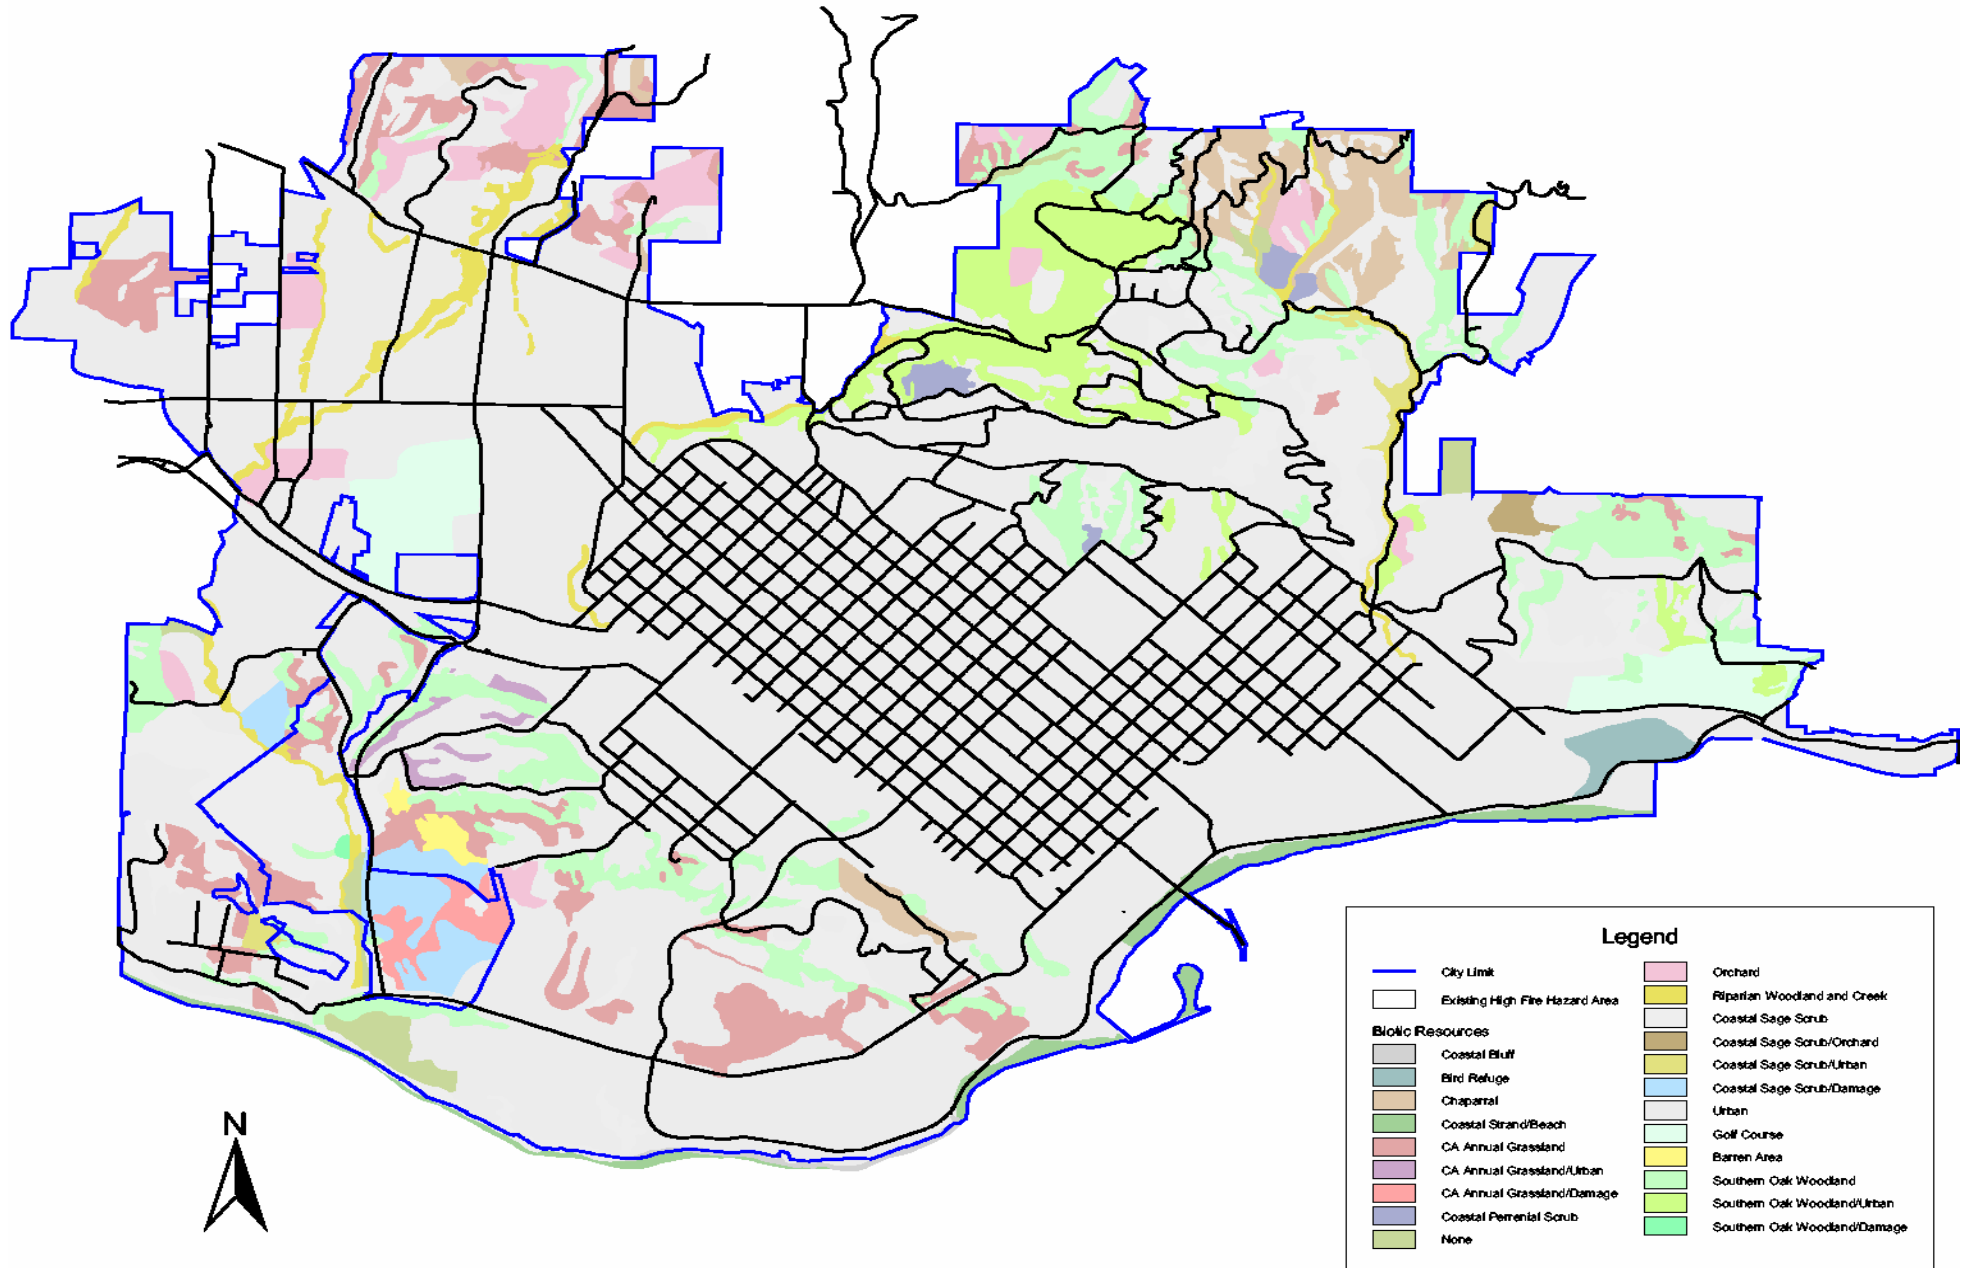 Legend
City Limit
Existing High Fire Hazard Area
Biotic Resources
Coastal Bluff
Bird Refuge
Chaparral
Coastal Strand/Beach
CA Annual Grassland
CA Annual Grassland/Urban
CA Annual Grassland/Damage
Coastal Perrenial Scrub
None
Orchard
Riparian Woodland and Creek
Coastal Sage Scrub
Coastal Sage Scrub/Orchard
Coastal Sage Scrub/Urban
Coastal Sage Scrub/Damage
Urban
Golf Course
Barren Area
Southern Oak Woodland
Southern Oak Woodland/Urban
Southern Oak Woodland/Damage
N